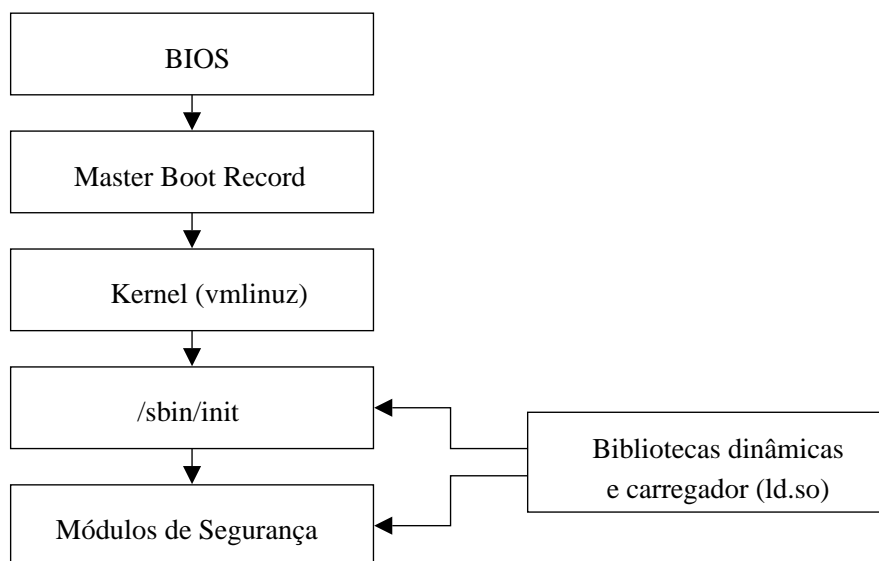 BIOS
Master Boot Record
Kernel (vmlinuz)
/sbin/init
Bibliotecas dinâmicas
e carregador (ld.so)
Módulos de Segurança